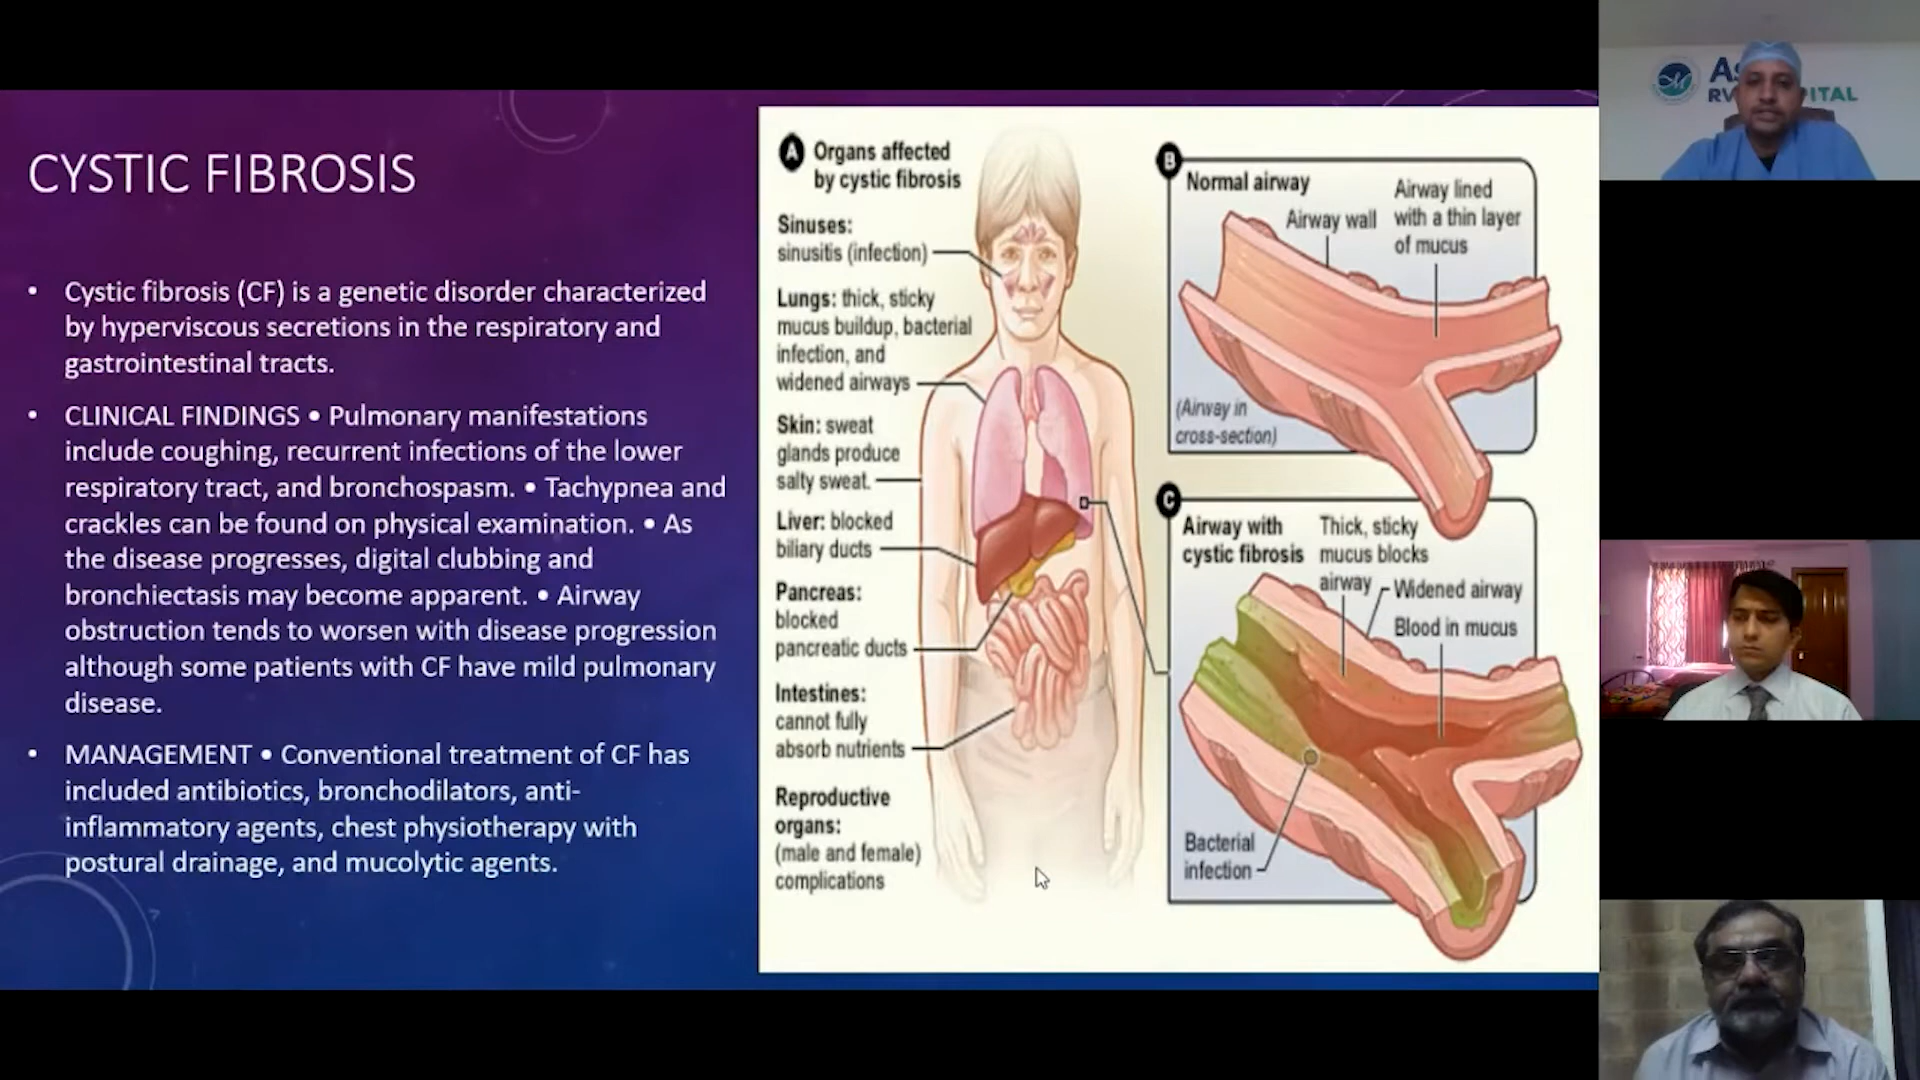 CYSTIC FIBROSIS
• Cystic fibrosis (CF) is a genetic disorder characterized
by hyperviscous secretions in the respiratory and
gastrointestinal tracts.
• CLINICAL FINDINGS • Pulmonary manifestations
include coughing, recurrent infections of the lower
respiratory tract, and bronchospasm. • Tachypnea and
crackles can be found on physical examination. • As
the disease progresses, digital clubbing and
bronchiectasis may become apparent. • Airway
obstruction tends to worsen with disease progression
although some patients with CF have mild pulmonary
disease.
• MANAGEMENT • Conventional treatment of CF has
included antibiotics, bronchodilators, anti-
inflammatory agents, chest physiotherapy with
postural drainage, and mucolytic agents.
A Organs affected
by cystic fibrosis
Sinuses:
sinusitis (infection)
Lungs: thick, sticky
mucus buildup, bacterial
infection, and
widened airways
Skin: sweat
glands produce
salty sweat.
Liver: blocked
biliary ducts
Pancreas:
blocked
pancreatic ducts
Intestines:
cannot fully
absorb nutrients
Reproductive
organs:
(male and female)
complications
B
Normal airway
Airway wall
Airway lined
with a thin layer
of mucus
(Airway in
cross-section)
C
Airway with
cystic fibrosis
Thick, sticky
mucus blocks
airway
Widened airway
Blood in mucus
Bacterial
infection